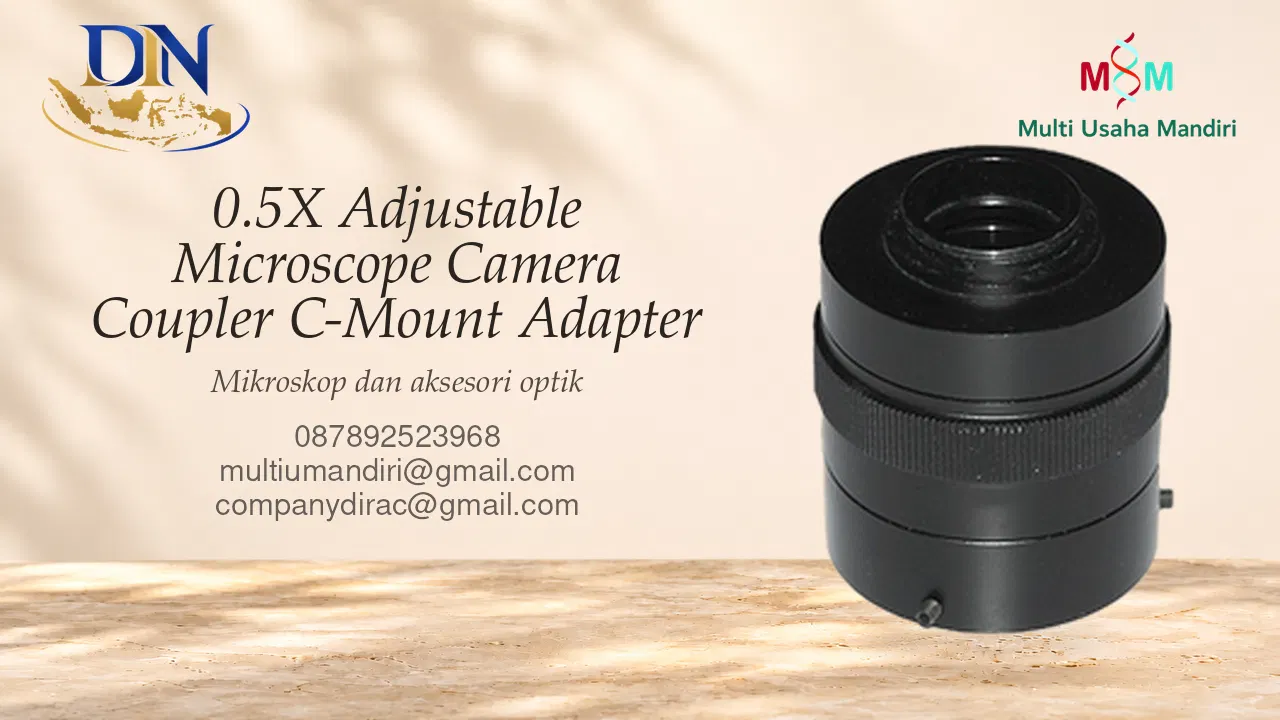 DIN
MSM
Multi Usaha Mandiri
0.5X Adjustable
Microscope Camera
Coupler C-Mount Adapter
Mikroskop dan aksesori optik
087892523968
multiumandiri@gmail.com
companydirac@gmail.com